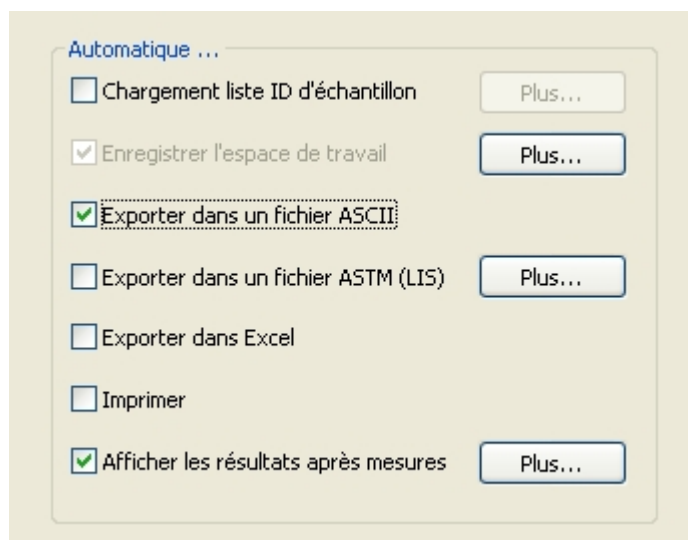 Automatique ...
Chargement liste ID d'échantillon Plus...
Enregistrer l'espace de travail Plus...
Exporter dans un fichier ASCII
Exporter dans un fichier ASTM (LIS) Plus...
Exporter dans Excel
Imprimer
Afficher les résultats après mesures Plus...